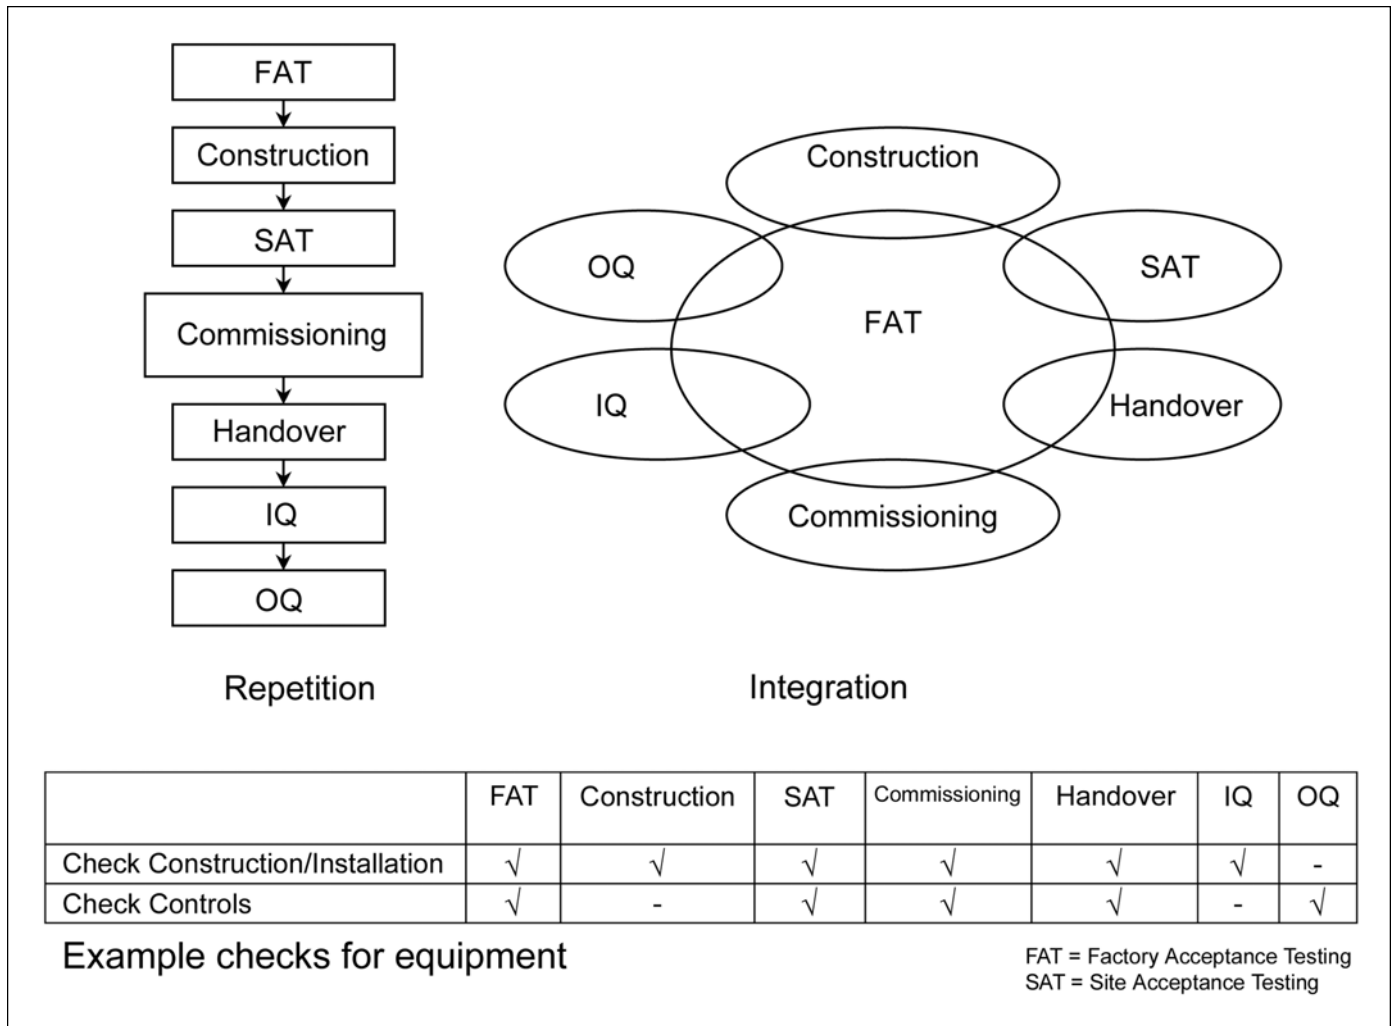 FAT
Construction
SAT
Commissioning
Handover
IQ
OQ
Repetition
Construction
OQ
SAT
FAT
IQ
Handover
Commissioning
Integration
FAT Construction SAT Commissioning Handover IQ OQ
Check Construction/Installation √ √ √ √ √ √ -
Check Controls √ - √ √ √ - √
Example checks for equipment
FAT = Factory Acceptance Testing
SAT = Site Acceptance Testing